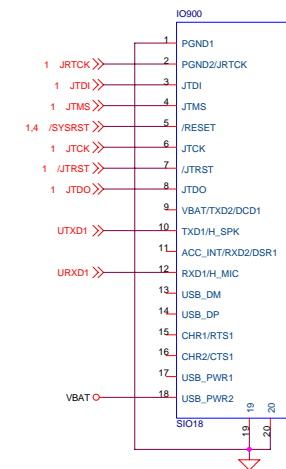 IO900
1 PGND1
1 JRTCK 2 PGND2/JRTCK
1 JTDI 3 JTDI
1 JTMS 4 JTMS
1,4 /SYSRST 5 /RESET
1 JTCK 6 JTCK
1 /JTRST 7 /JTRST
1 JTDO 8 JTDO
9 VBAT/TXD2/DCD1
UTXD1 10 TXD1/H_SPK
11 ACC_INT/RXD2/DSR1
URXD1 12 RXD1/H_MIC
13 USB_DM
14 USB_DP
15 CHR1/RTS1
16 CHR2/CTS1
17 USB_PWR1
VBAT 18 USB_PWR2
19 20
SIO18
19 20